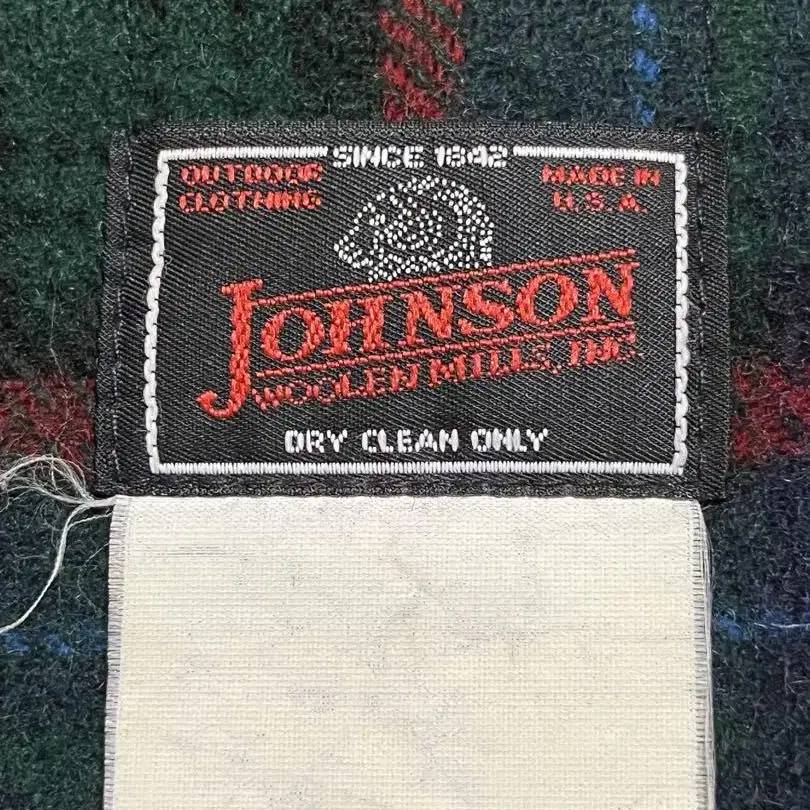 SINCE 1842
OUTDOOR
CLOTHING
MADE IN
U.S.A.
JOHNSON
WOOLEN MILLS, INC.
DRY CLEAN ONLY